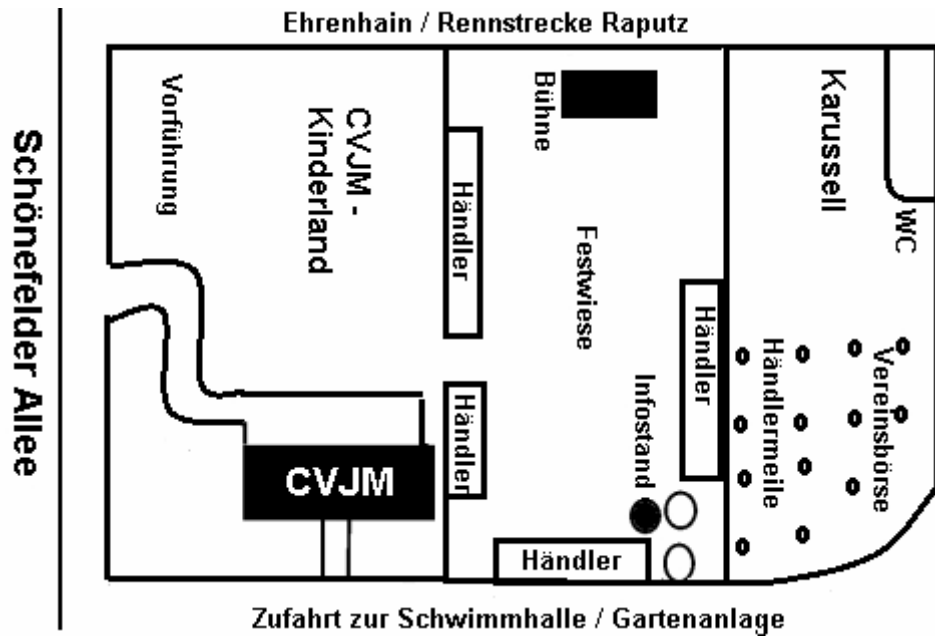 Ehrenhain / Rennstrecke Raputz
Schönefelder Allee
Vorführung
CVJM -
Kinderland
Händler
Bühne
Festwiese
Karussell
WC
Händler
Händler
Infostand
Händlermeile
Vereinsbörse
CVJM
Händler
Zufahrt zur Schwimmhalle / Gartenanlage